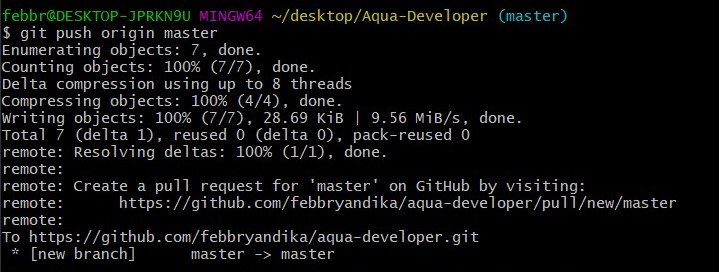 febbr@DESKTOP-JPRKN9U MINGW64 ~/desktop/Aqua-Developer (master)
$ git push origin master
Enumerating objects: 7, done.
Counting objects: 100% (7/7), done.
Delta compression using up to 8 threads
Compressing objects: 100% (4/4), done.
Writing objects: 100% (7/7), 28.69 KiB | 9.56 MiB/s, done.
Total 7 (delta 1), reused 0 (delta 0), pack-reused 0
remote: Resolving deltas: 100% (1/1), done.
remote:
remote: Create a pull request for 'master' on GitHub by visiting:
remote:      https://github.com/febbryandika/aqua-developer/pull/new/master
remote:
To https://github.com/febbryandika/aqua-developer.git
 * [new branch]      master -> master